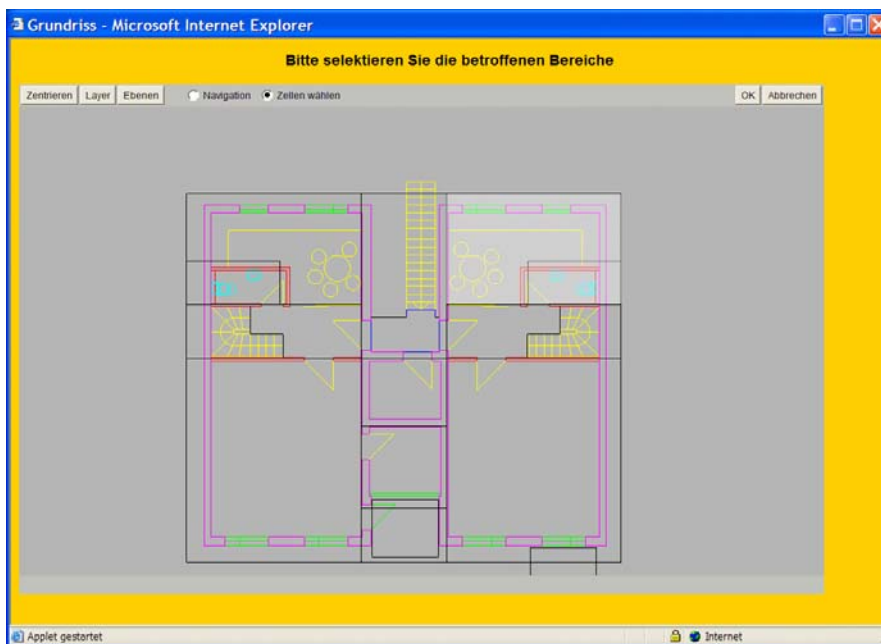 Grundriss - Microsoft Internet Explorer
Bitte selektieren Sie die betroffenen Bereiche
Zentrieren Layer Ebenen Navigation Zellen wählen OK Abbrechen
Applet gestartet Internet